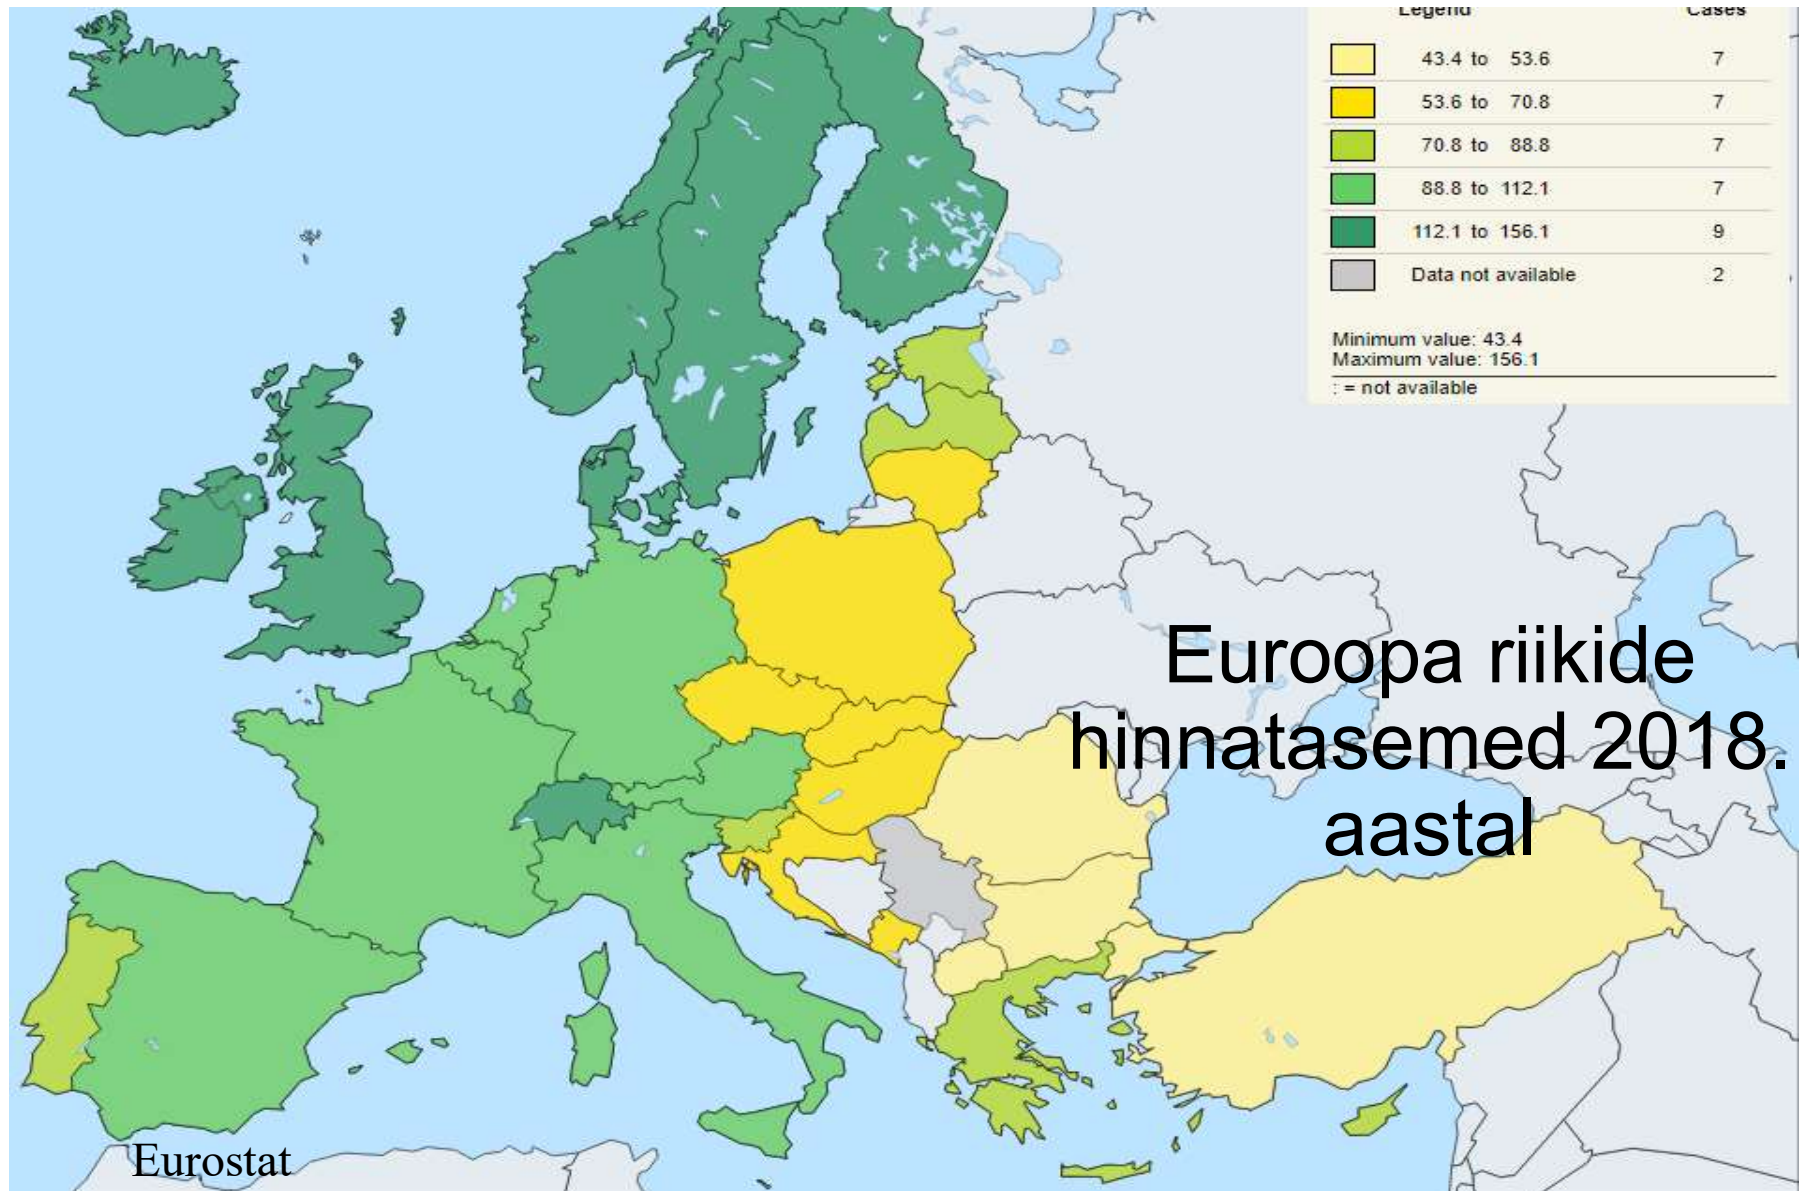 Legend Cases
43.4 to 53.6 7
53.6 to 70.8 7
70.8 to 88.8 7
88.8 to 112.1 7
112.1 to 156.1 9
Data not available 2
Minimum value: 43.4
Maximum value: 156.1
: = not available
Euroopa riikide
hinnatasemed 2018.
aastal
Eurostat